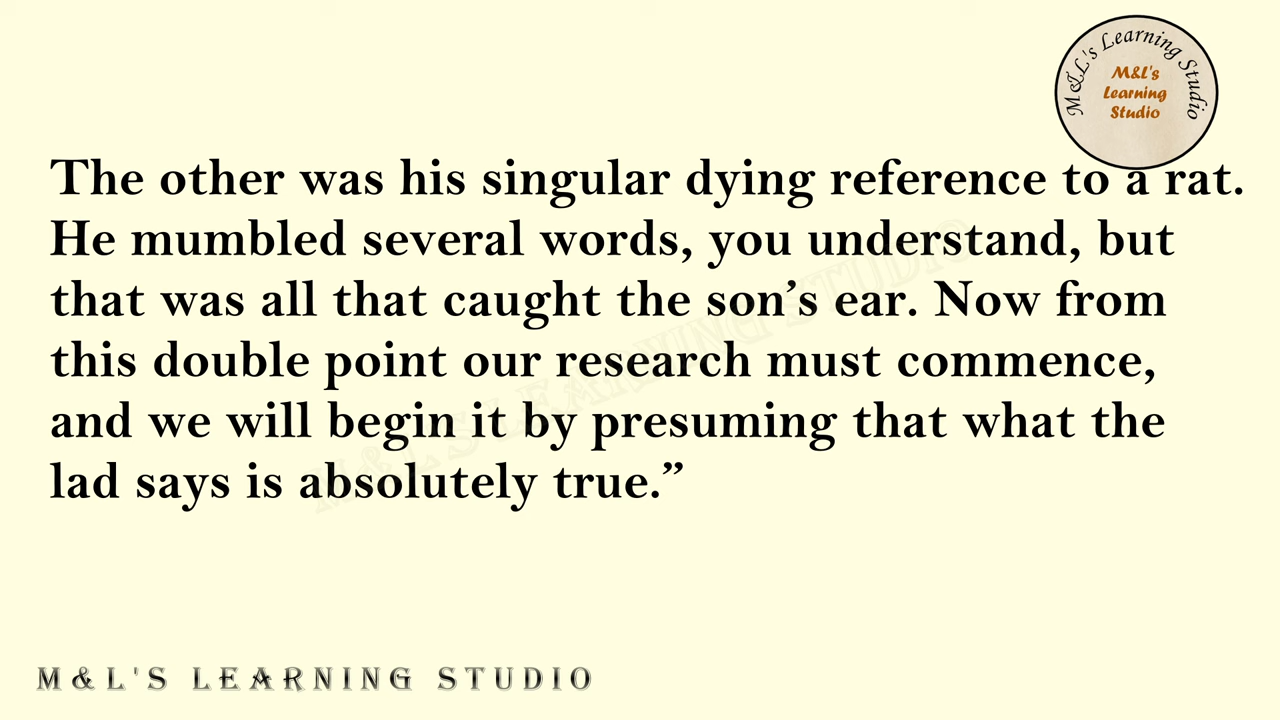 M&L's Learning Studio
M&L's
Learning
Studio
The other was his singular dying reference to a rat.
He mumbled several words, you understand, but
that was all that caught the son’s ear. Now from
this double point our research must commence,
and we will begin it by presuming that what the
lad says is absolutely true.”
M&L'S LEARNING STUDIO
M&L'S LEARNING STUDIO